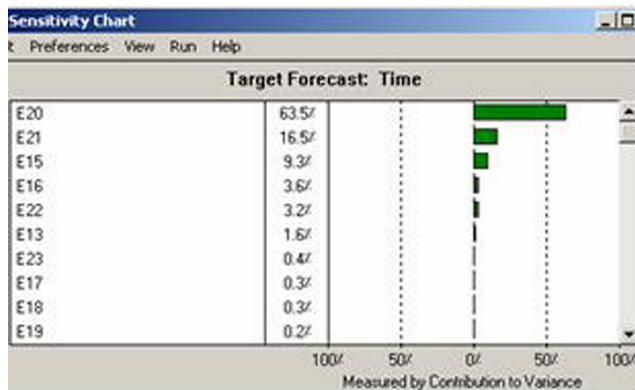 Sensitivity Chart
t Preferences View Run Help
Target Forecast: Time
E20 63.5%
E21 16.5%
E15 9.3%
E16 3.6%
E22 3.2%
E13 1.6%
E23 0.4%
E17 0.3%
E18 0.3%
E19 0.2%
100% 50% 0% 50% 100%
Measured by Contribution to Variance